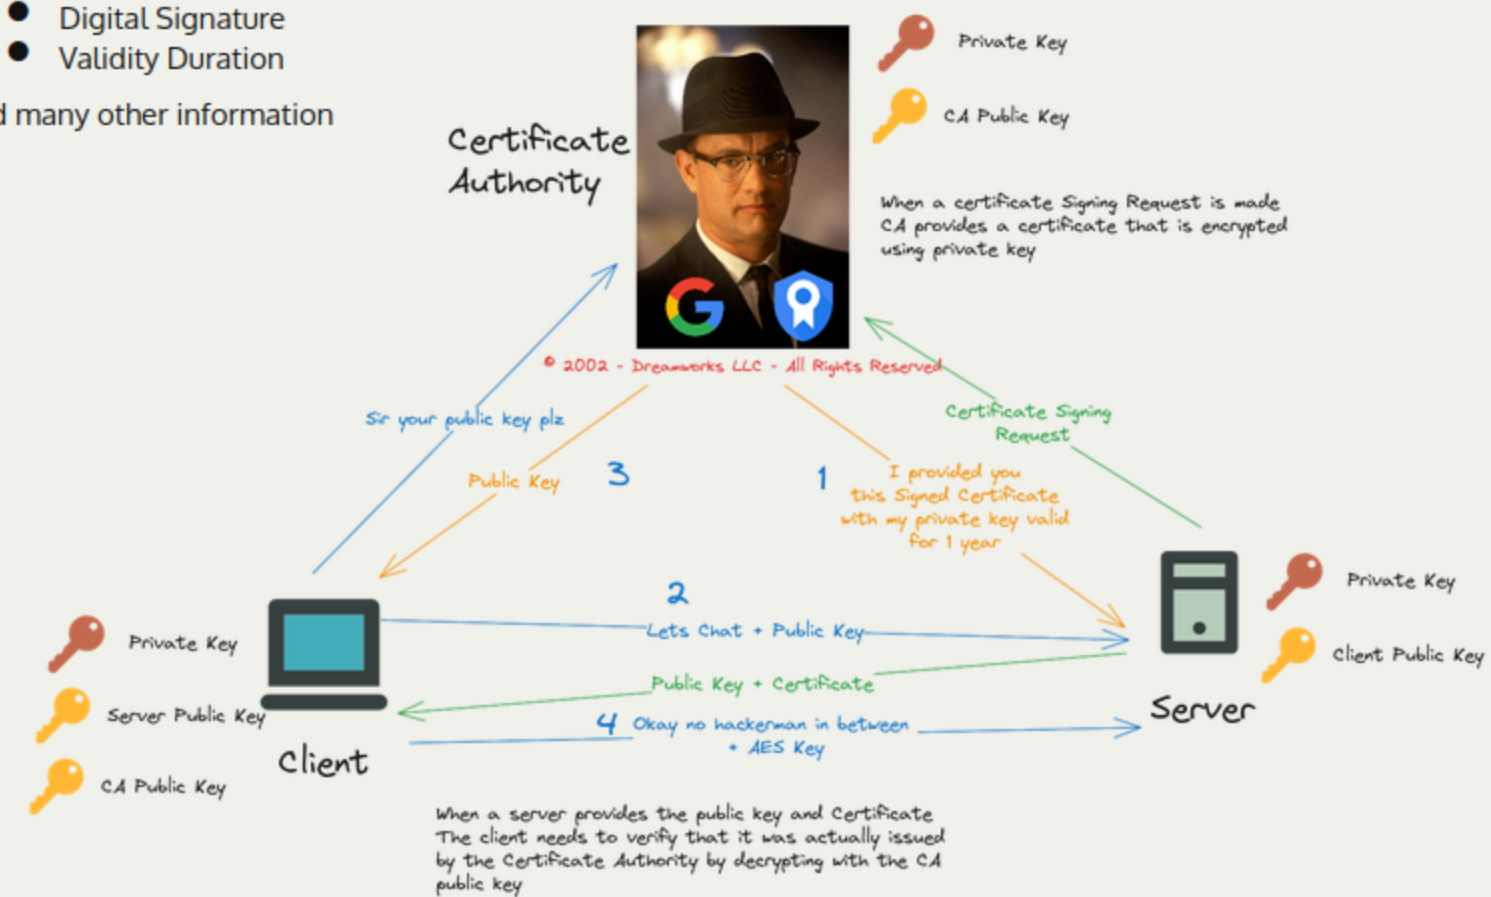 Digital Signature
Validity Duration
d many other information
Certificate
Authority
Private Key
CA Public Key
When a certificate Signing Request is made
CA provides a certificate that is encrypted
using private key
© 2002 - Dreamworks LLC - All Rights Reserved
Sir your public key plz
Public Key
3
1
Certificate Signing
Request
I provided you
this Signed Certificate
with my private key valid
for 1 year
2
Lets Chat + Public Key
Public Key + Certificate
4 Okay no hackerman in between
+ AES Key
Private Key
Server Public Key
CA Public Key
Client
Private Key
Client Public Key
Server
When a server provides the public key and Certificate
The client needs to verify that it was actually issued
by the Certificate Authority by decrypting with the CA
public key